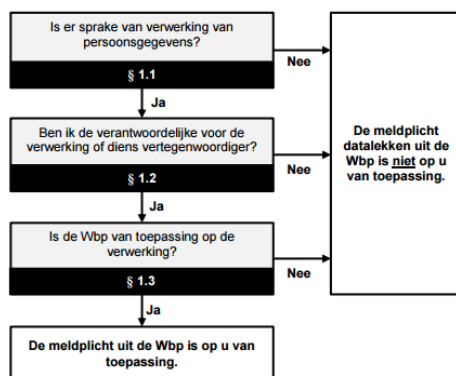 Is er sprake van verwerking van
persoonsgegevens?
§ 1.1
Nee
Ja
Ben ik de verantwoordelijke voor de
verwerking of diens vertegenwoordiger?
§ 1.2
Nee
Ja
Is de Wbp van toepassing op de
verwerking?
§ 1.3
Nee
Ja
De meldplicht
datalekken uit de
Wbp is niet op u
van toepassing.
De meldplicht uit de Wbp is op u van
toepassing.